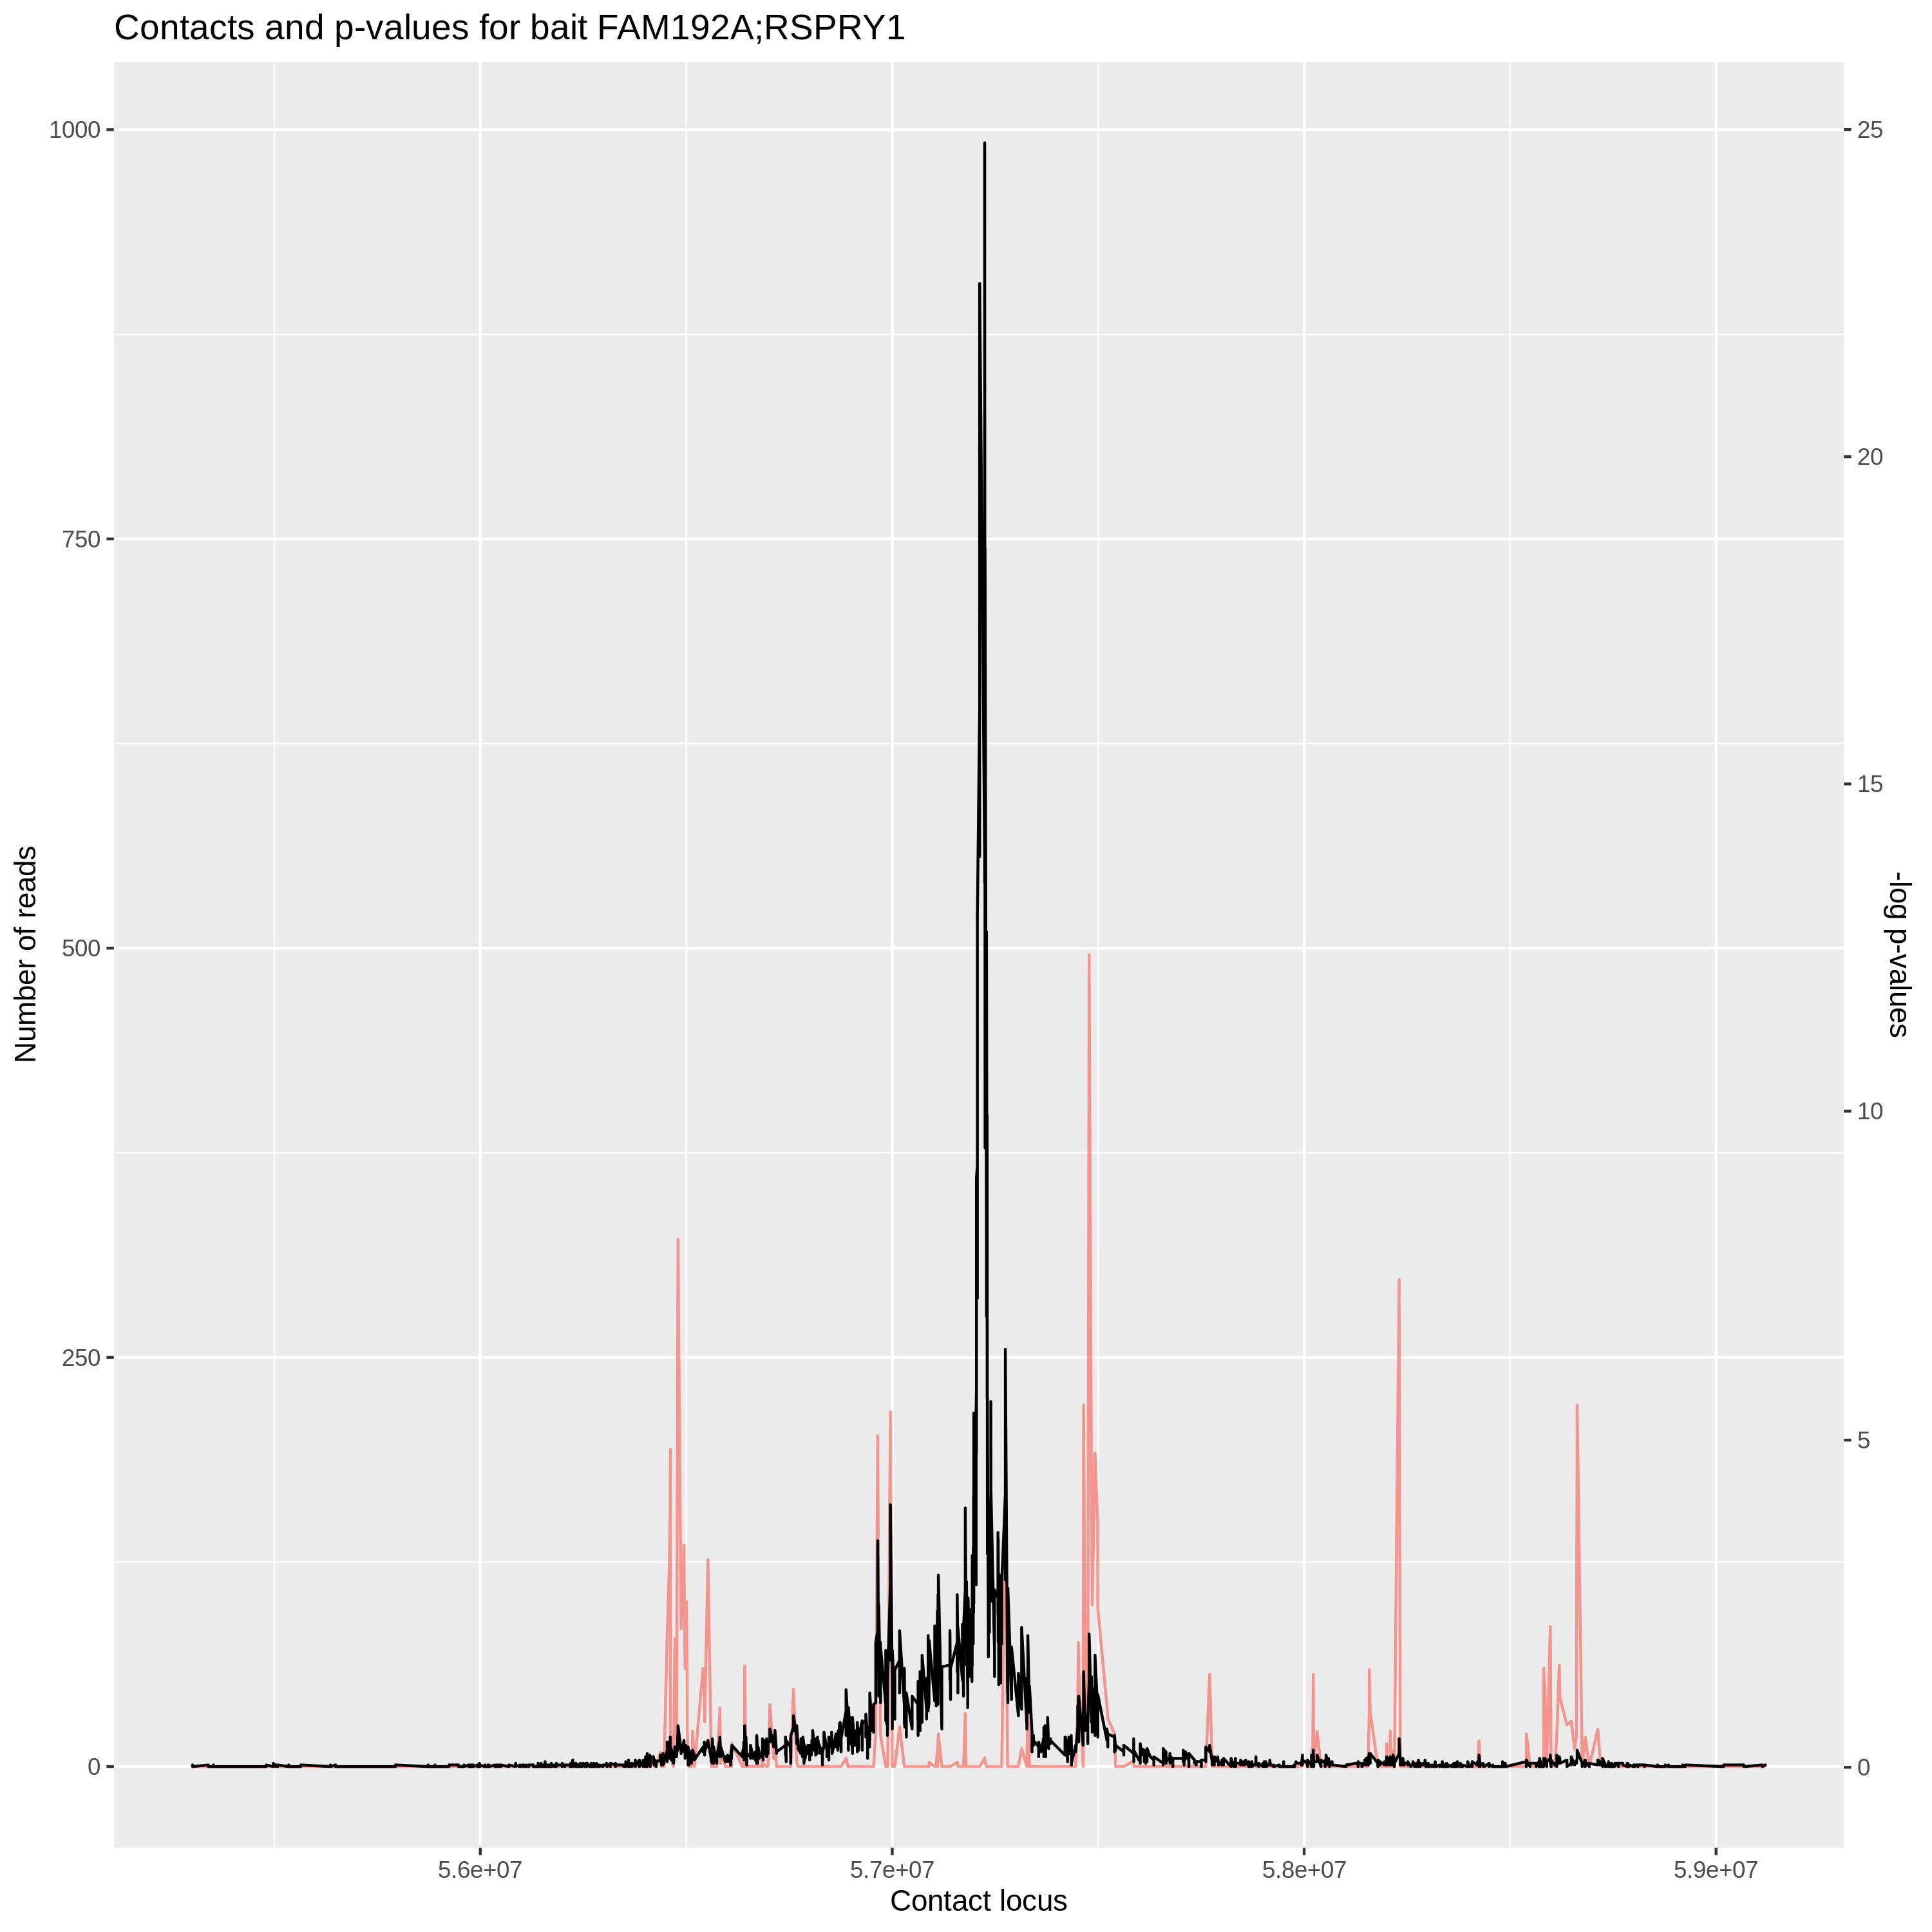 Contacts and p-values for bait FAM192A;RSPRY1
1000
750
500
250
0
Number of reads
25
20
15
10
5
0
-log p-values
5.6e+07
5.7e+07
5.8e+07
5.9e+07
Contact locus